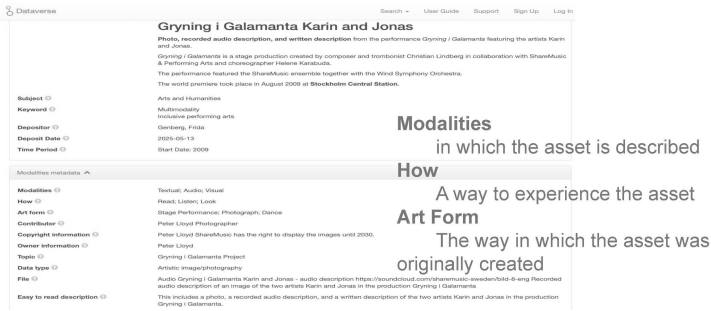 Dataverse Search User Guide Support Sign Up Log In
Gryning i Galamanta Karin and Jonas
Photo, recorded audio description, and written description from the performance Gryning i Galamanta featuring the artists Karin
and Jonas.
Gryning i Galamanta is a stage production created by composer and trombonist Christian Lindberg in collaboration with ShareMusic
& Performing Arts and choreographer Helene Karabuda.
The performance featured the ShareMusic ensemble together with the Wind Symphony Orchestra.
The world premiere took place in August 2009 at Stockholm Central Station.
Subject Arts and Humanities
Keyword Multimodality
Inclusive performing arts
Depositor Genberg, Frida
Deposit Date 2025-05-13
Time Period Start Date: 2009
Modalities metadata
Modalities Textual; Audio; Visual
How Read; Listen; Look
Art form Stage Performance; Photograph; Dance
Contributor Peter Lloyd Photographer
Copyright information Peter Lloyd ShareMusic has the right to display the images until 2030.
Owner information Peter Lloyd
Topic Gryning i Galamanta Project
Data type Artistic image/photography
File Audio Gryning i Galamanta Karin and Jonas - audio description https://soundcloud.com/sharemusic-sweden/bild-8-eng Recorded
audio description of an image of the two artists Karin and Jonas in the production Gryning i Galamanta
Easy to read description This includes a photo, a recorded audio description, and a written description of the two artists Karin and Jonas in the production
Gryning i Galamanta.
Modalities
in which the asset is described
How
A way to experience the asset
Art Form
The way in which the asset was
originally created